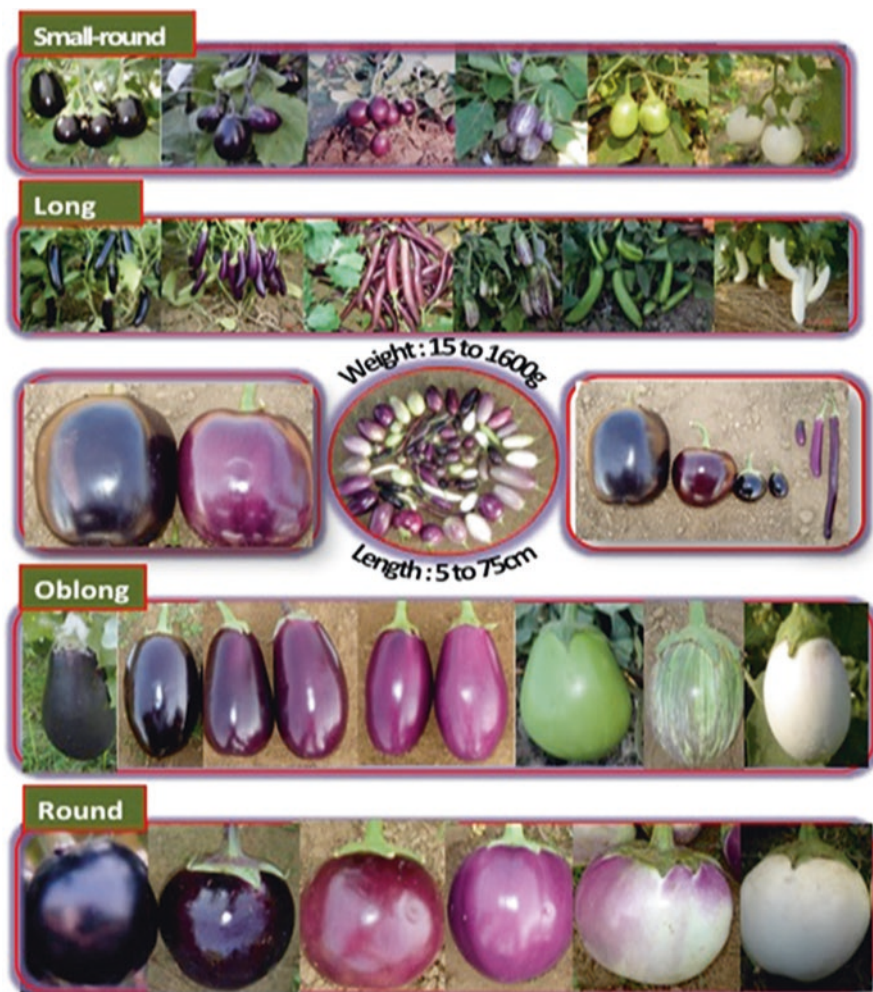 Small-round
Long
Weight : 15 to 1600g
Length : 5 to 75cm
Oblong
Round